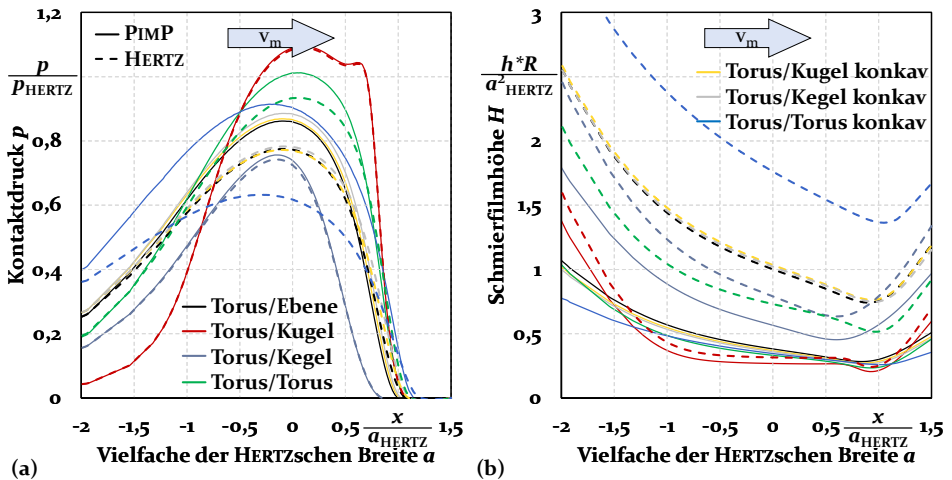 1,2
1
0,8
0,6
0,4
0,2
0
p
p_HERTZ
Kontaktdruck p
PIMP
HERTZ
v_m
Torus/Ebene
Torus/Kugel
Torus/Kegel
Torus/Torus
-2 -1,5 -1 -0,5 0 0,5 1,5
x
a_HERTZ
(a) Vielfache der HERTZschen Breite a
3
2
1,5
1
0,5
0
h*R
a²_HERTZ
Schmierfilmhöhe H
v_m
Torus/Kugel konkav
Torus/Kegel konkav
Torus/Torus konkav
-2 -1,5 -1 -0,5 0 0,5 1,5
x
a_HERTZ
(b) Vielfache der HERTZschen Breite a